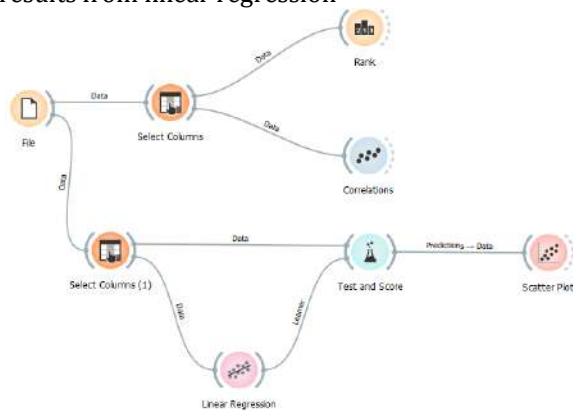 results from linear regression
Data
Rank
Data
Select Columns
File
Data
Correlations
Data
Data
Predictions → Data
Select Columns (1)
Test and Score
Scatter Plot
Data
Learner
Linear Regression